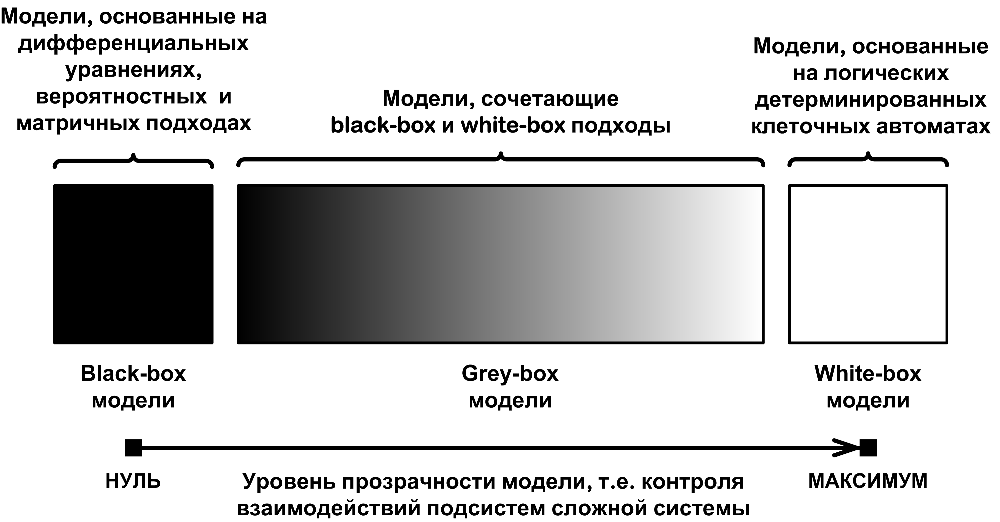 Модели, основанные на
дифференциальных
уравнениях,
вероятностных и
матричных подходах
Модели, сочетающие
black-box и white-box подходы
Модели, основанные
на логических
детерминированных
клеточных автоматах
Black-box
модели
Grey-box
модели
White-box
модели
НУЛЬ
Уровень прозрачности модели, т.е. контроля
взаимодействий подсистем сложной системы
МАКСИМУМ